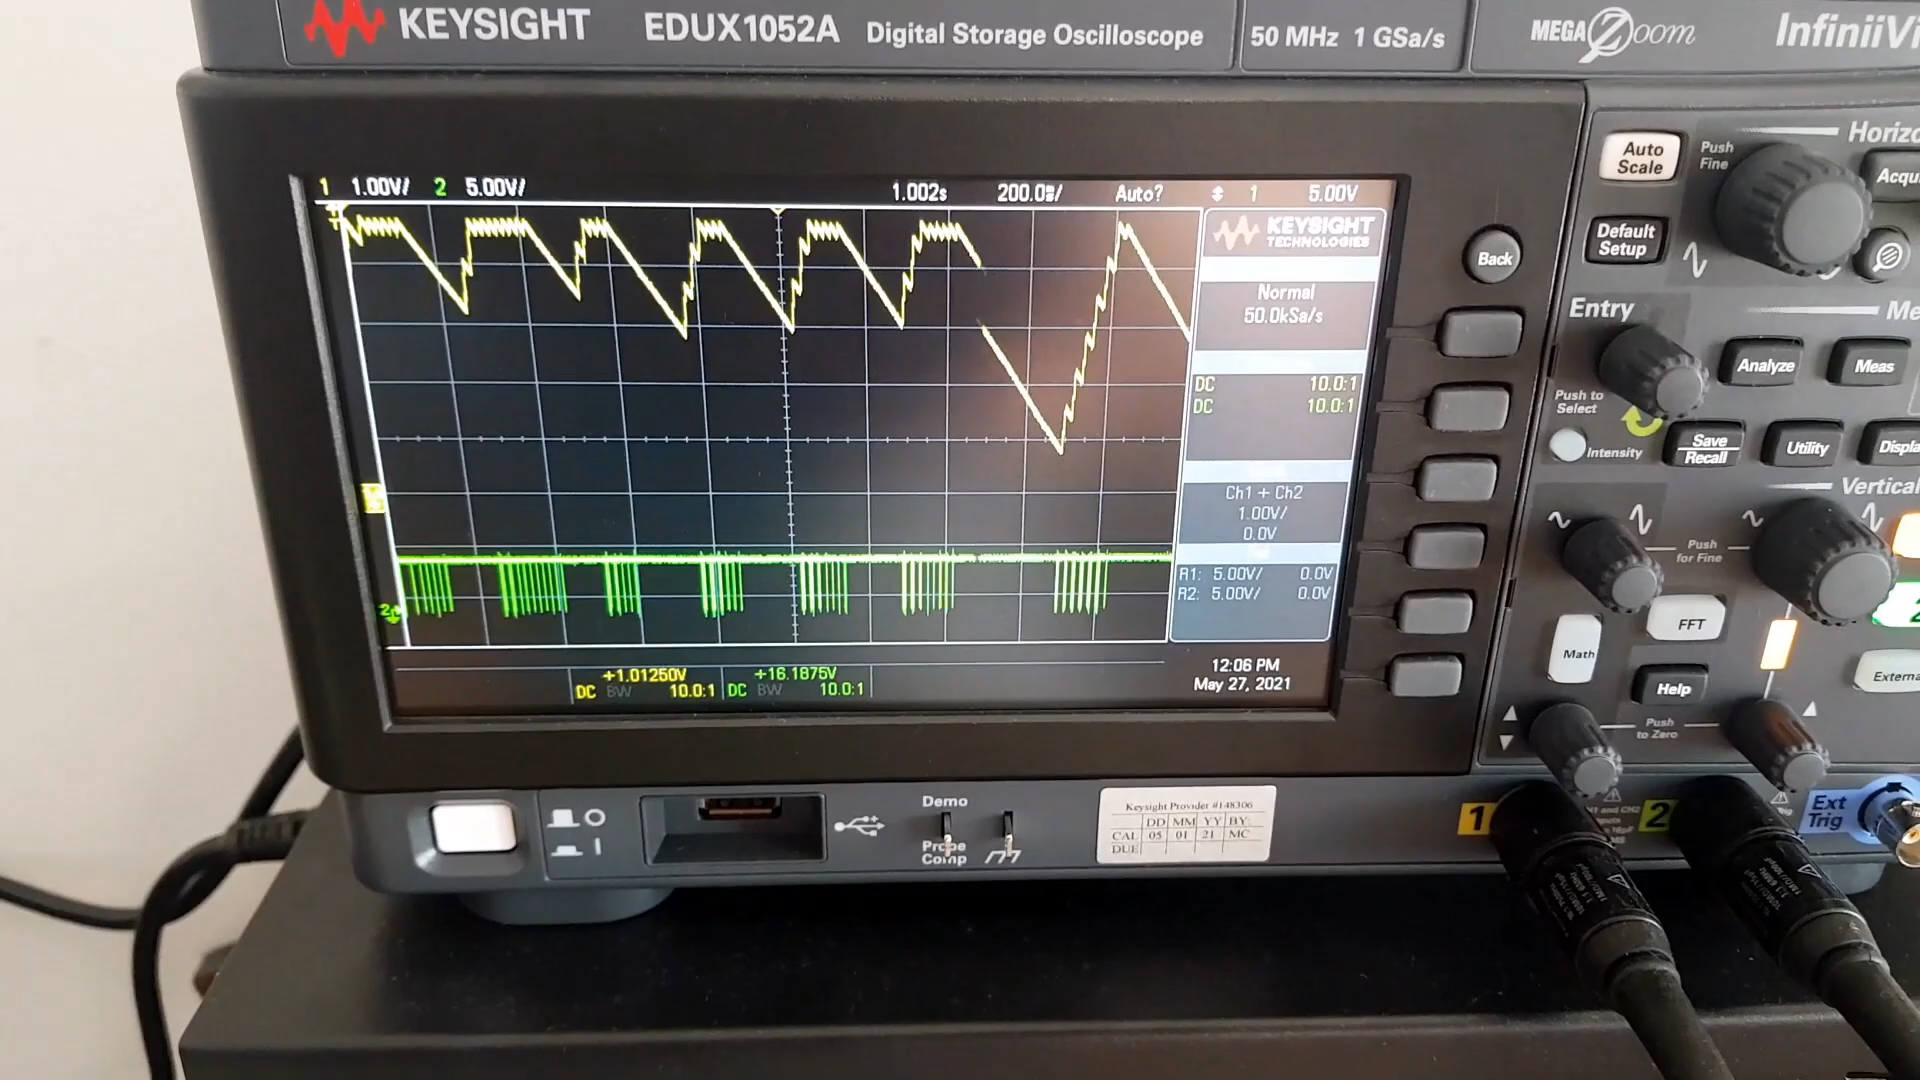 KEYSIGHT EDUX1052A Digital Storage Oscilloscope 50 MHz 1 GSa/s MEGA Zoom
1 1.00V/ 2 5.00V/ 1.002s 200.0ms/ Auto? 1 5.00V
KEYSIGHT
TECHNOLOGIES
Normal
50.0kSa/s
DC 10.0:1
DC 10.0:1
Ch1 + Ch2
1.00V/
0.0V
R1: 5.00V/ 0.0V
R2: 5.00V/ 0.0V
2
+1.01250V +16.1875V
DC BW 10.0:1 DC BW 10.0:1
12:06 PM
May 27, 2021
Back
Auto
Scale
Push
Fine
Default
Setup
Entry
Push to
Select
Intensity
Analyze
Meas
Save
Recall
Utility
Vertical
Push
for Fine
FFT
Math
Help
Push
to Zero
Demo
Probe
Comp
Keysight Provider #148306
DD MM YY BY:
CAL 05 01 21 MC
DUE
1
2
Ext
Trig